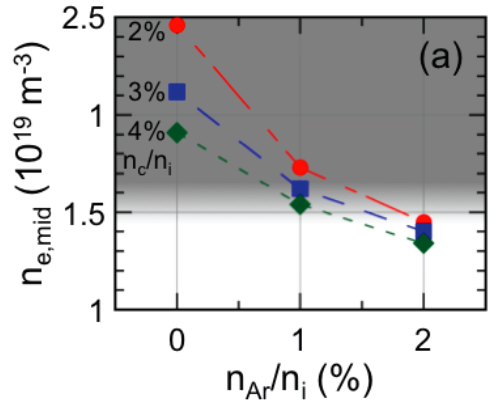 2.5
2%
(a)
3%
1
4%
n_c/n_i
1.5
1
0
1
2
n_e,mid (10^19 m^-3)
n_Ar/n_i (%)